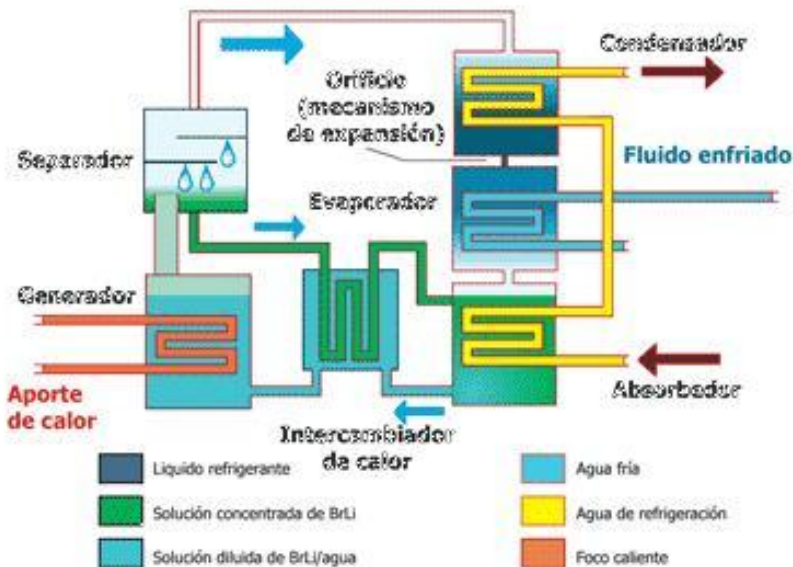 Condensador
Orificio
(mecanismo
de expansión)
Separador
Fluido enfriado
Evaporador
Generador
Aporte
de calor
Absorbedor
Intercambiador
de calor
Líquido refrigerante
Agua fría
Solución concentrada de BrLi
Agua de refrigeración
Solución diluida de BrLi/agua
Foco caliente